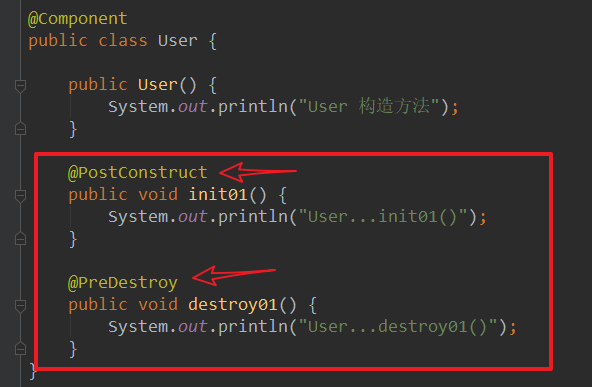 @Component
public class User {
public User() {
System.out.println("User 构造方法");
}
@PostConstruct
public void init01() {
System.out.println("User...init01()");
}
@PreDestroy
public void destroy01() {
System.out.println("User...destroy01()");
}
}